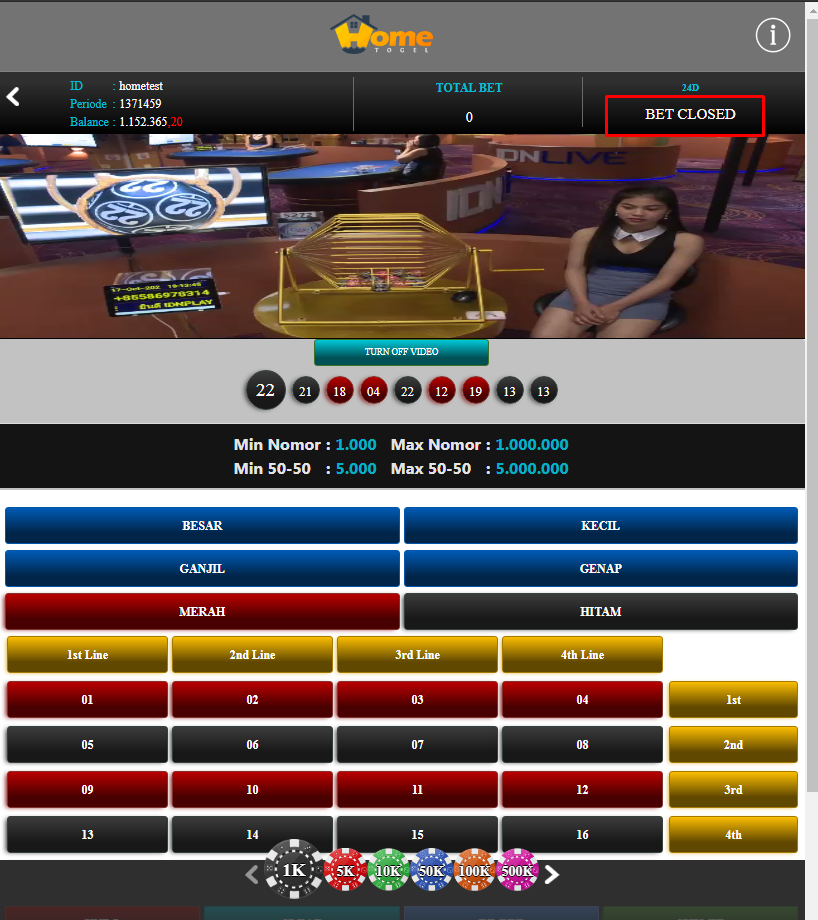 Home
TOGEL
i
ID : hometest
Periode : 1371459
Balance : 1.152.365,20
TOTAL BET
0
24D
BET CLOSED
IDNLIVE
IDN
22 22 22
5272
17-Oct-202 19:13:45
+85586978314
IDNPLAY
TURN OFF VIDEO
22 21 18 04 22 12 19 13 13
Min Nomor : 1.000 Max Nomor : 1.000.000
Min 50-50 : 5.000 Max 50-50 : 5.000.000
BESAR KECIL
GANJIL GENAP
MERAH HITAM
1st Line 2nd Line 3rd Line 4th Line
01 02 03 04 1st
05 06 07 08 2nd
09 10 11 12 3rd
13 14 15 16 4th
1K 5K 10K 50K 100K 500K